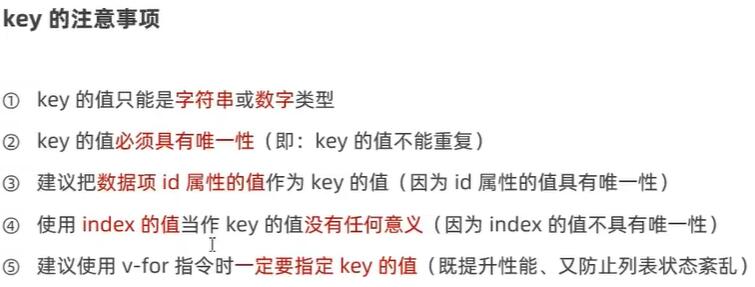 key 的注意事项
① key 的值只能是字符串或数字类型
② key 的值必须具有唯一性（即：key 的值不能重复）
③ 建议把数据项 id 属性的值作为 key 的值（因为 id 属性的值具有唯一性）
④ 使用 index 的值当作 key 的值没有任何意义（因为 index 的值不具有唯一性）
⑤ 建议使用 v-for 指令时一定要指定 key 的值（既提升性能、又防止列表状态紊乱）